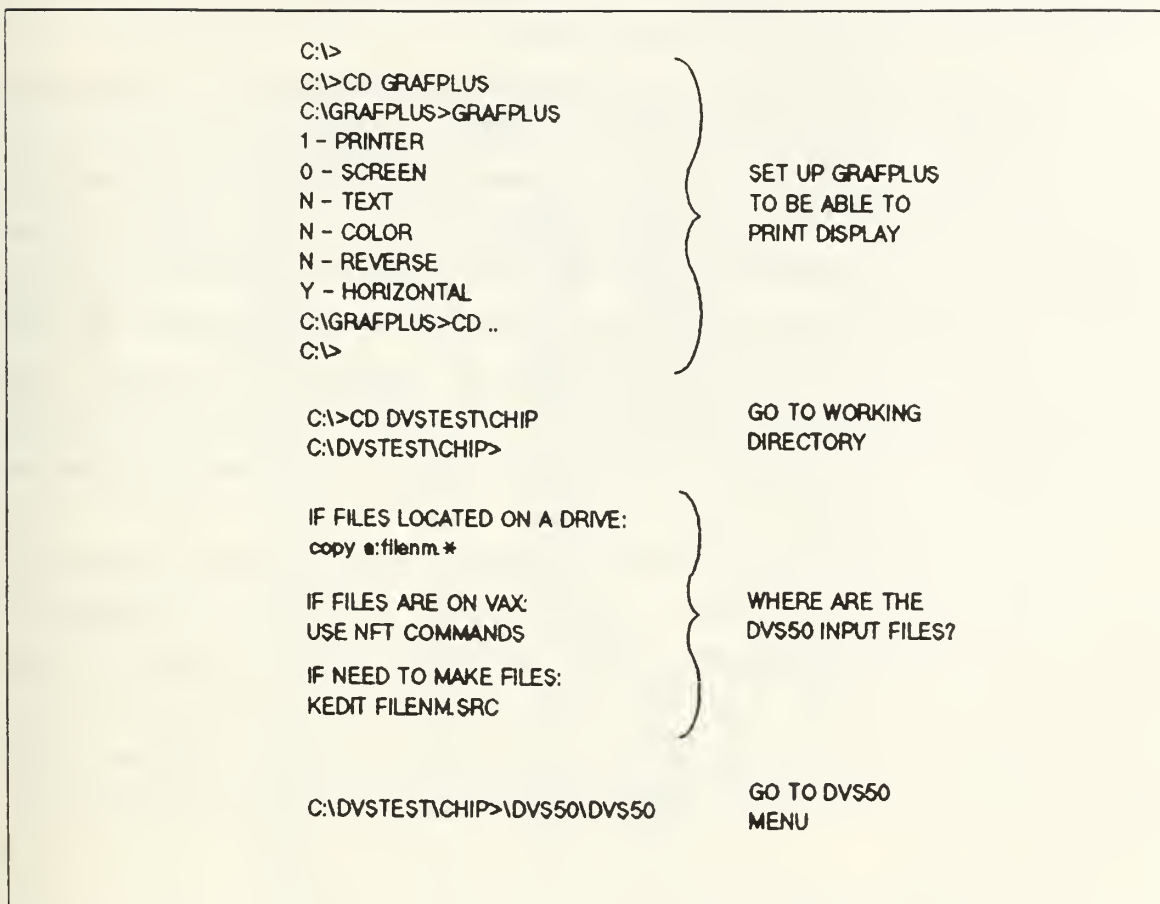 C:\>
C:\>CD GRAFPLUS
C:\GRAFPLUS>GRAFPLUS
1 - PRINTER
0 - SCREEN
N - TEXT
N - COLOR
N - REVERSE
Y - HORIZONTAL
C:\GRAFPLUS>CD ..
C:\>
SET UP GRAFPLUS
TO BE ABLE TO
PRINT DISPLAY
C:\>CD DVSTEST\CHIP
C:\DVSTEST\CHIP>
GO TO WORKING
DIRECTORY
IF FILES LOCATED ON A DRIVE:
copy a:filenm.*
IF FILES ARE ON VAX:
USE NFT COMMANDS
IF NEED TO MAKE FILES:
KEDIT FILENM.SRC
WHERE ARE THE
DVS50 INPUT FILES?
C:\DVSTEST\CHIP>\DVS50\DVS50
GO TO DVS50
MENU